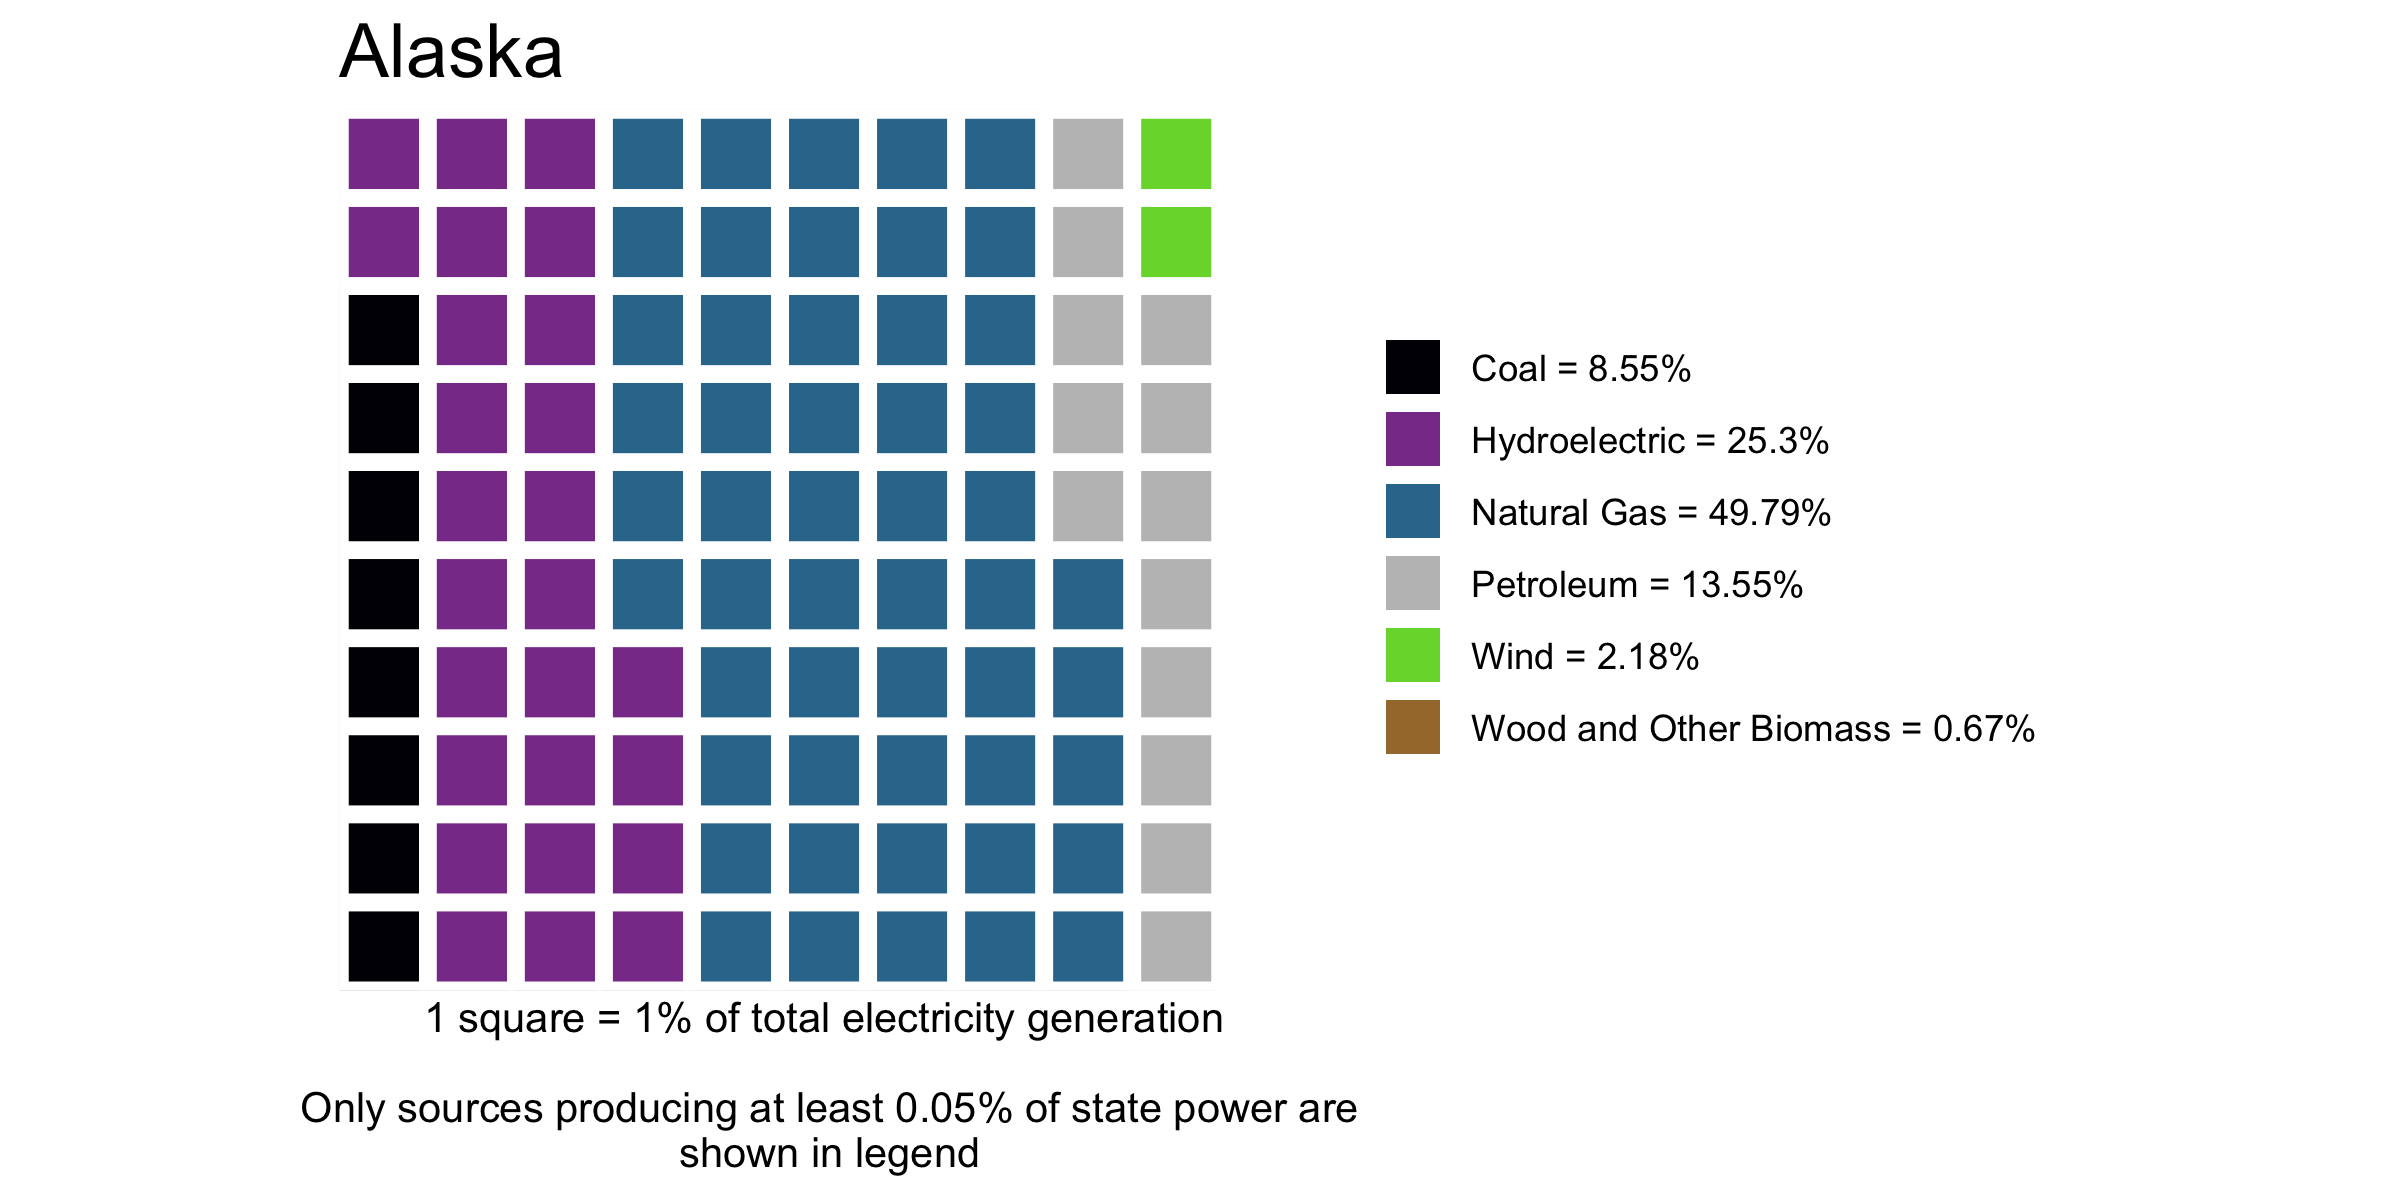 Alaska
Coal = 8.55%
Hydroelectric = 25.3%
Natural Gas = 49.79%
Petroleum = 13.55%
Wind = 2.18%
Wood and Other Biomass = 0.67%
1 square = 1% of total electricity generation
Only sources producing at least 0.05% of state power are
shown in legend